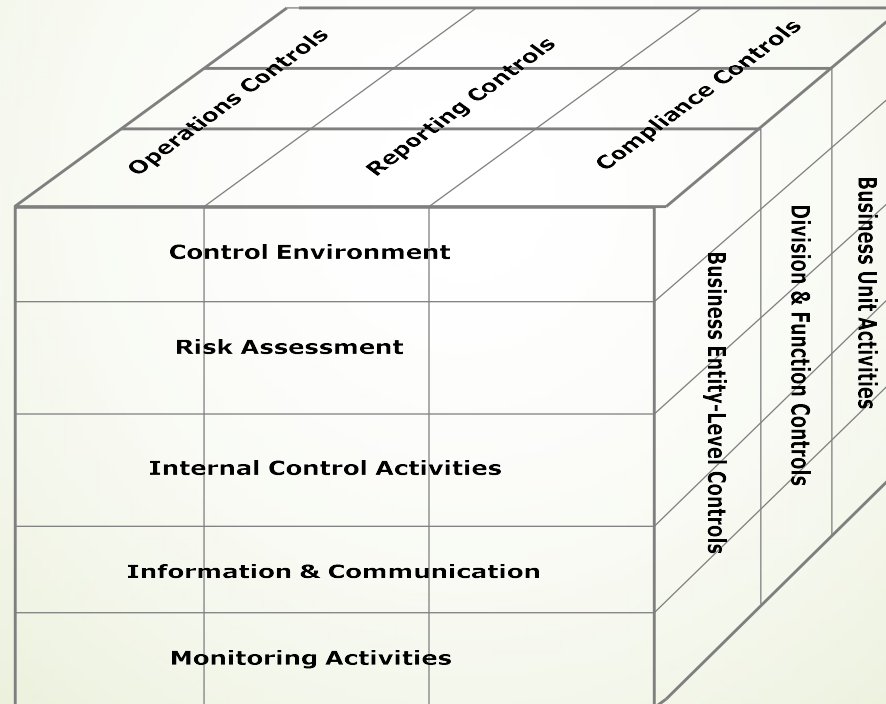 Operations Controls
Reporting Controls
Compliance Controls
Control Environment
Risk Assessment
Internal Control Activities
Information & Communication
Monitoring Activities
Business Entity-Level Controls
Division & Function Controls
Business Unit Activities